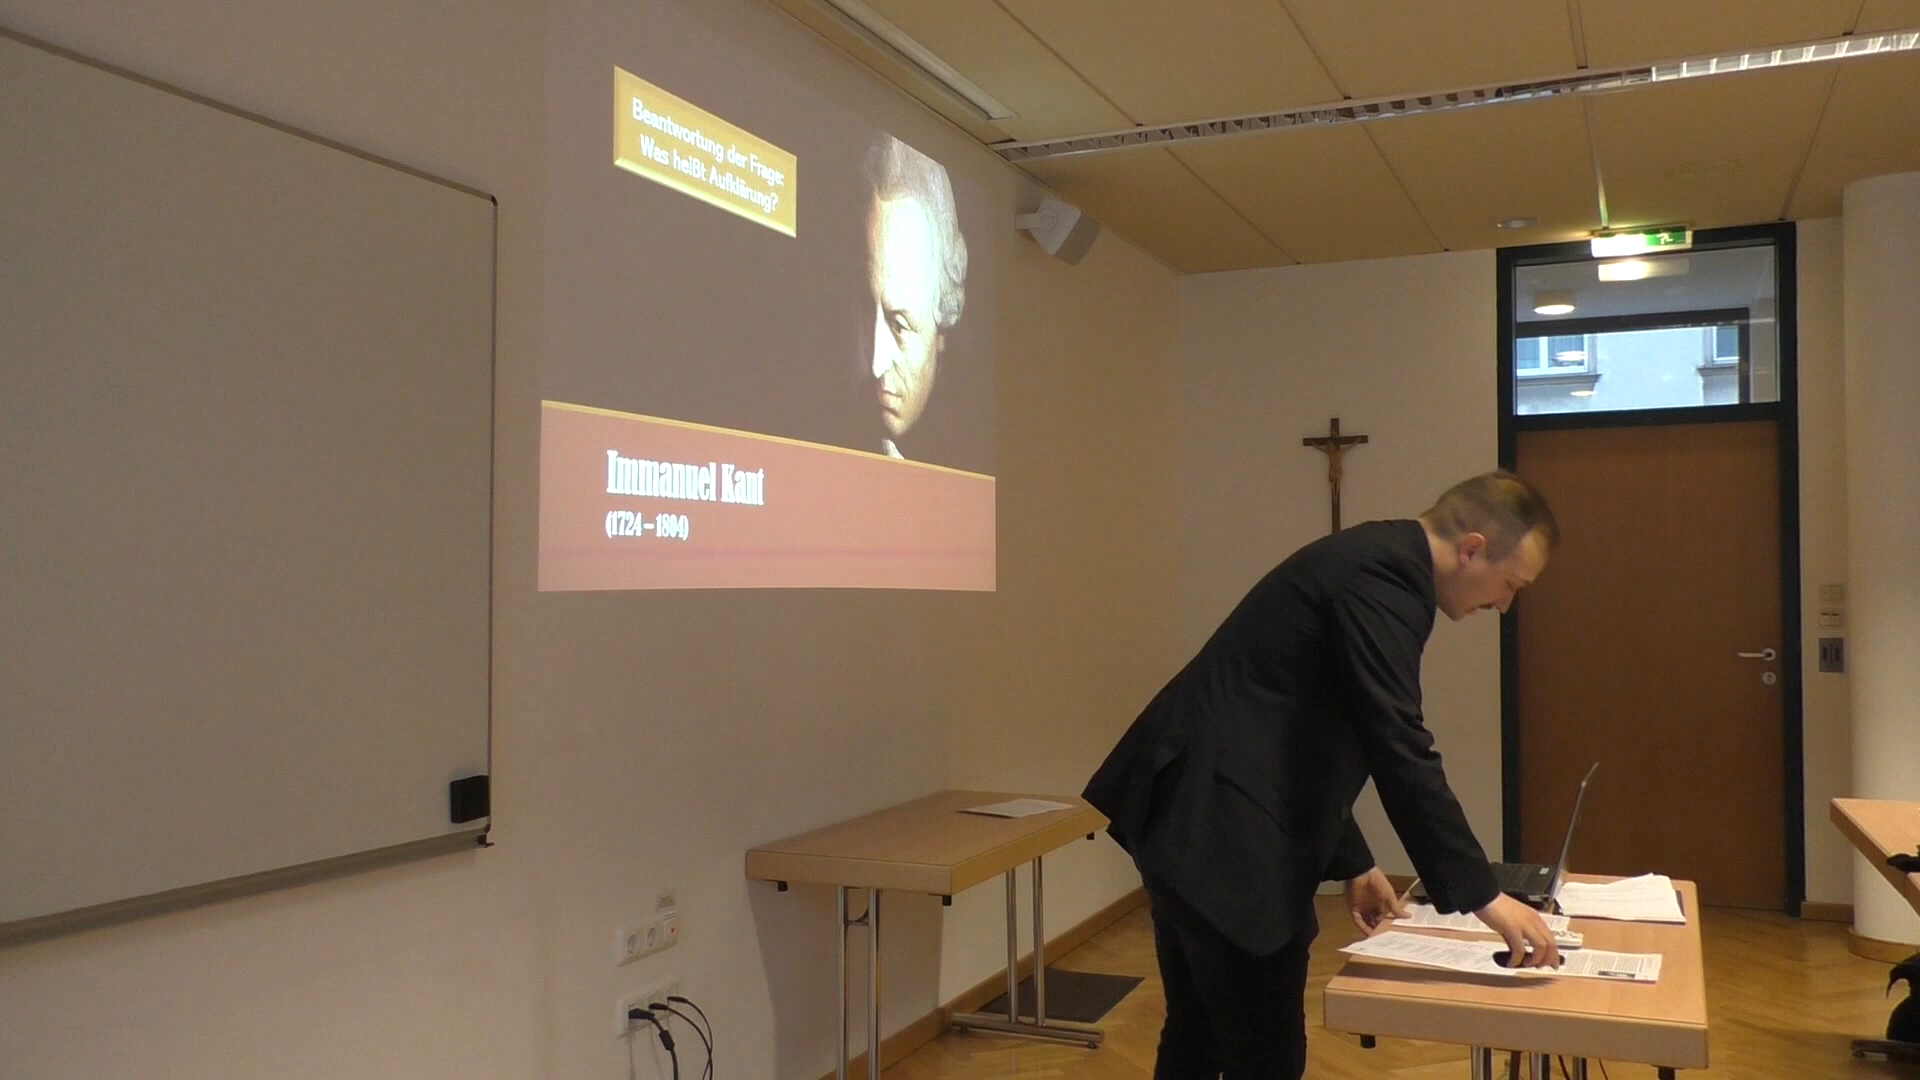 Beantwortung der Frage:
Was heißt Aufklärung?
Immanuel Kant
(1724 – 1804)